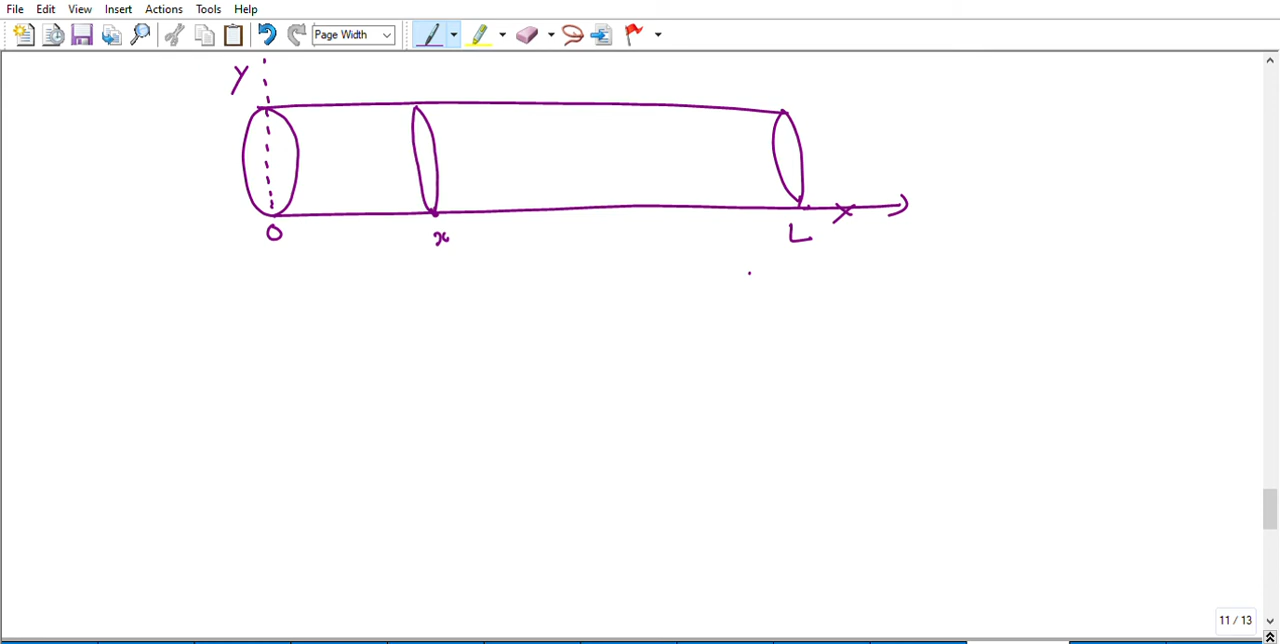 File Edit View Insert Actions Tools Help
Page Width
Y
O x L X
11 / 13